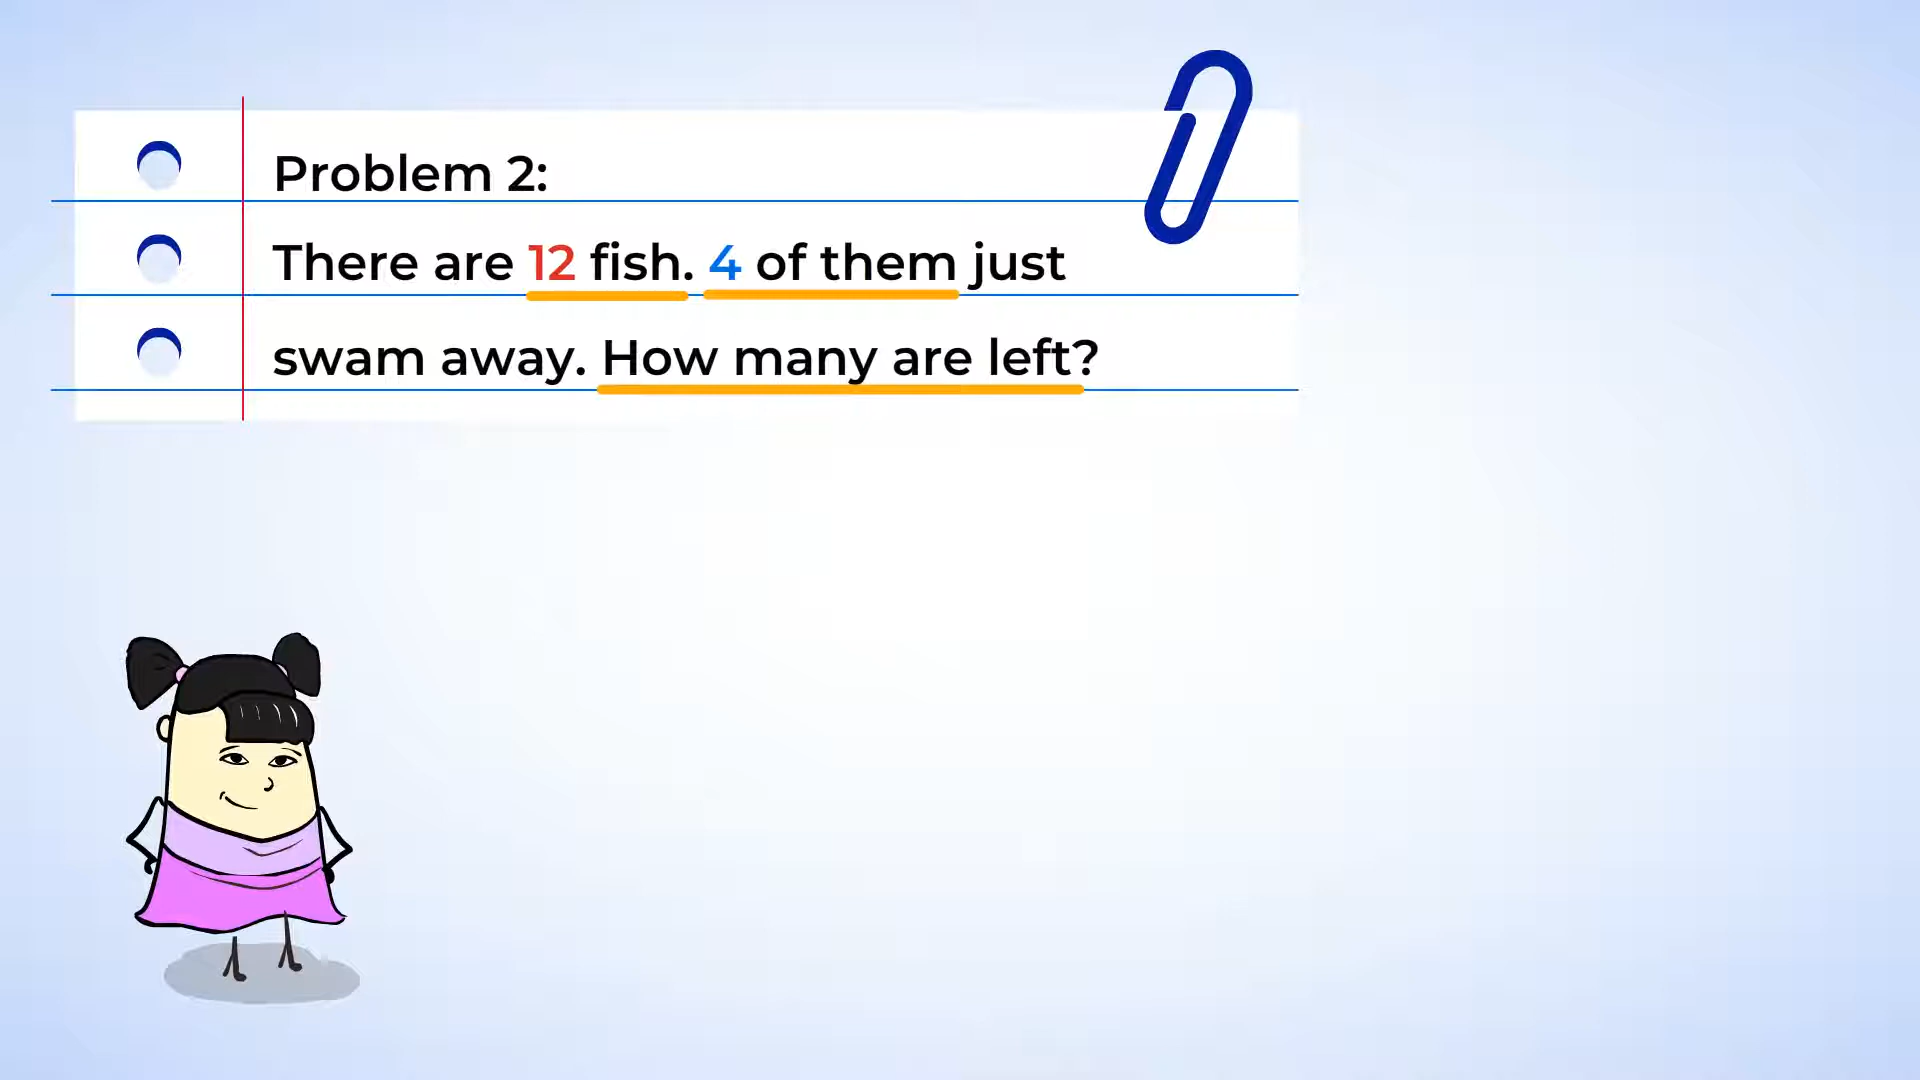 Problem 2:
There are 12 fish. 4 of them just
swam away. How many are left?